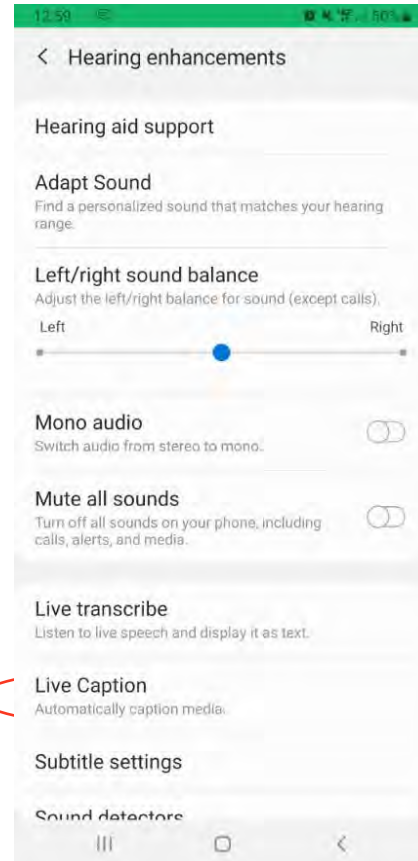 12:59 50%
Hearing enhancements
Hearing aid support
Adapt Sound
Find a personalized sound that matches your hearing
range.
Left/right sound balance
Adjust the left/right balance for sound (except calls).
Left Right
Mono audio
Switch audio from stereo to mono.
Mute all sounds
Turn off all sounds on your phone, including
calls, alerts, and media.
Live transcribe
Listen to live speech and display it as text.
Live Caption
Automatically caption media.
Subtitle settings
Sound detectors